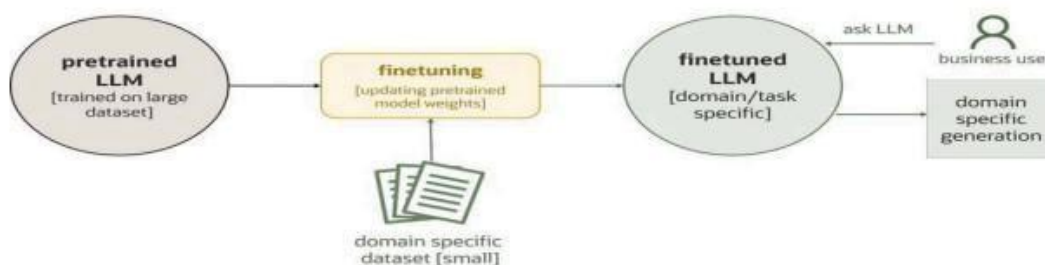 pretrained
LLM
[trained on large
dataset]
finetuning
[updating pretrained
model weights]
domain specific
dataset [small]
finetuned
LLM
[domain/task
specific]
ask LLM
business use
domain
specific
generation